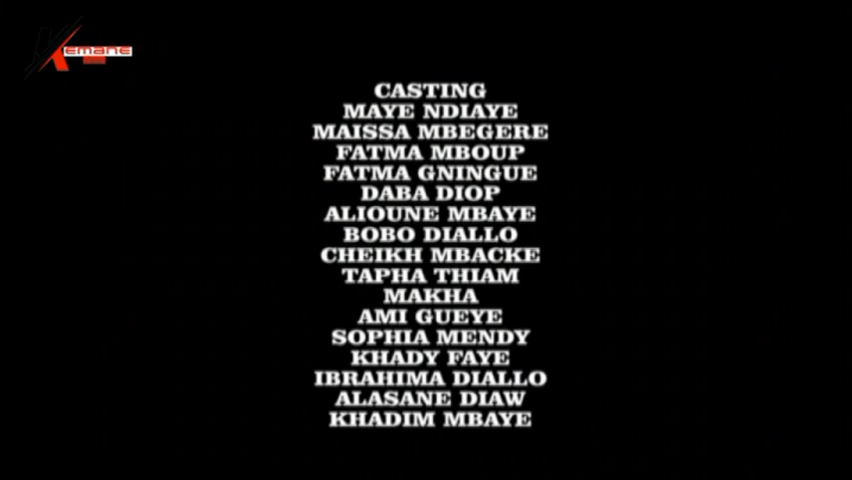 Kemane
CASTING
MAYE NDIAYE
MAISSA MBEGERE
FATMA MBOUP
FATMA GNINGUE
DABA DIOP
ALIOUNE MBAYE
BOBO DIALLO
CHEIKH MBACKE
TAPHA THIAM
MAKHA
AMI GUEYE
SOPHIA MENDY
KHADY FAYE
IBRAHIMA DIALLO
ALASANE DIAW
KHADIM MBAYE